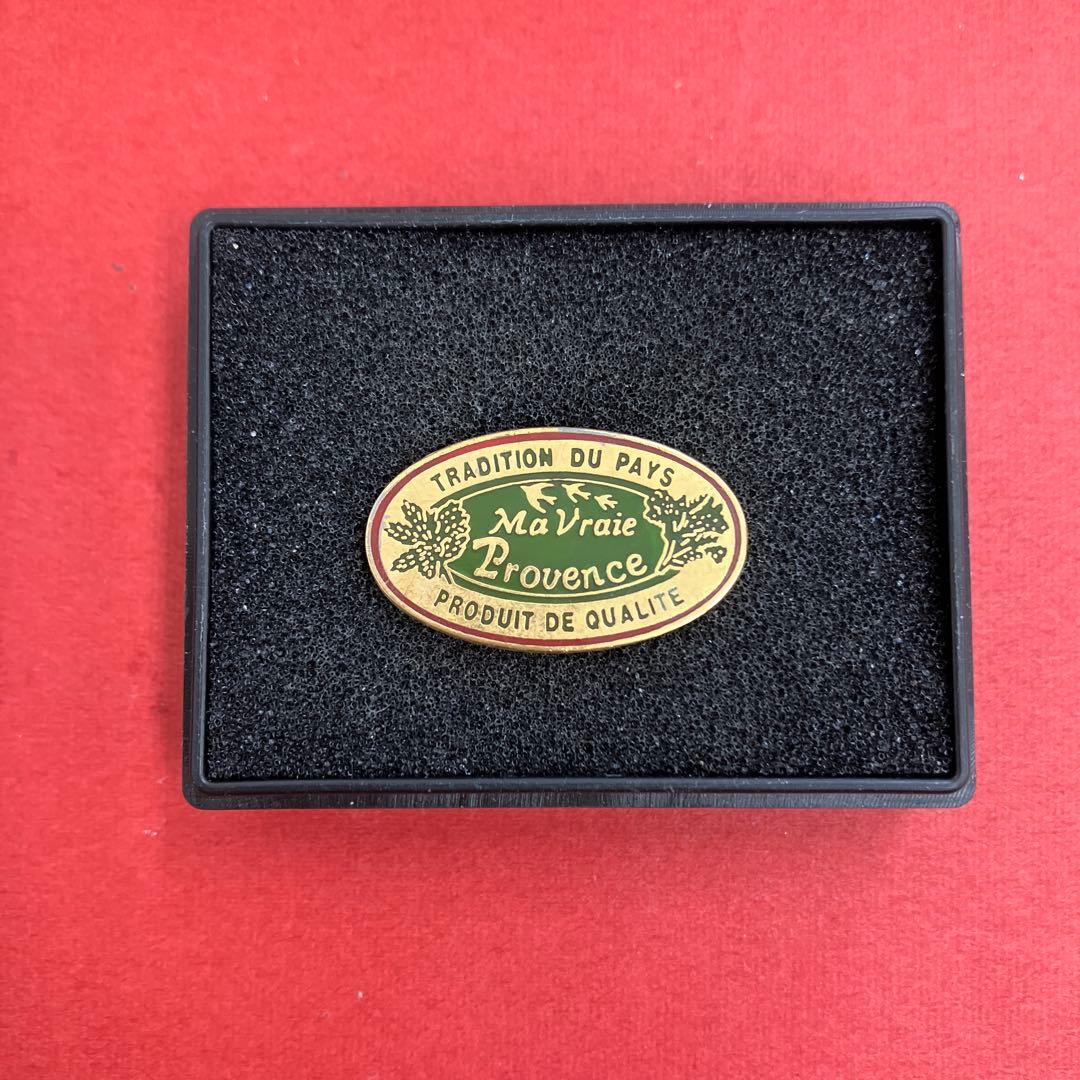 TRADITION DU PAYS
Ma Vraie
Provence
PRODUIT DE QUALITE